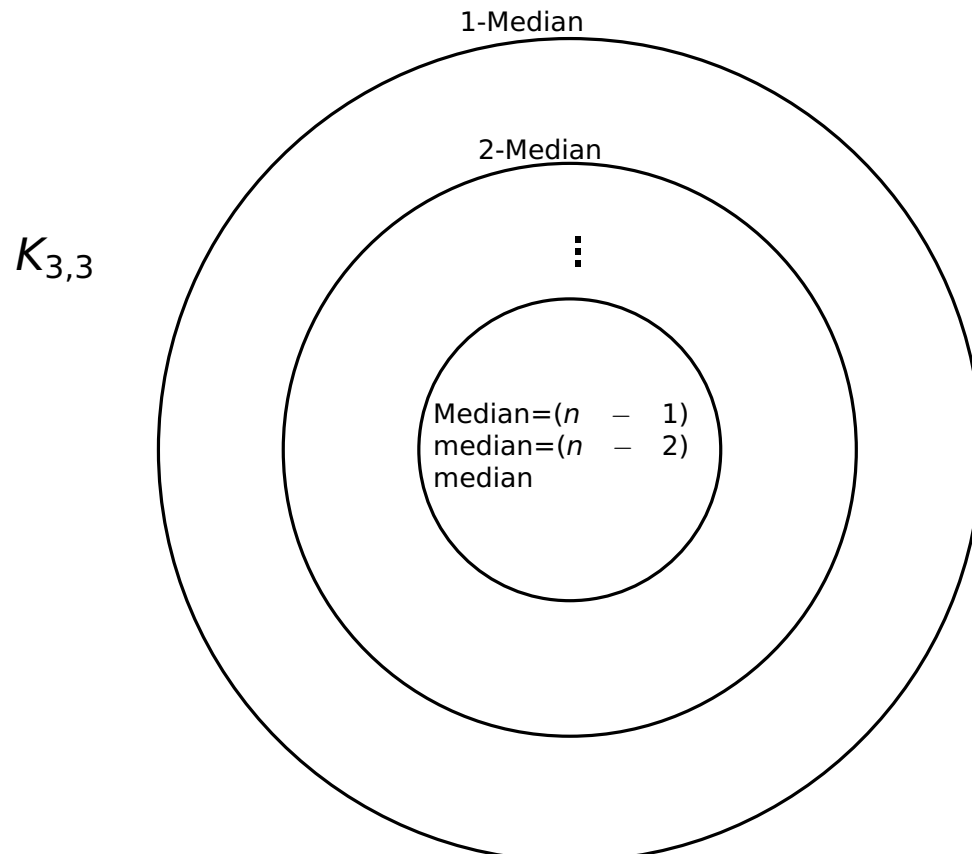 1-Median
2-Median
⋮
K3,3
Median=(n − 1)
median=(n − 2)
median